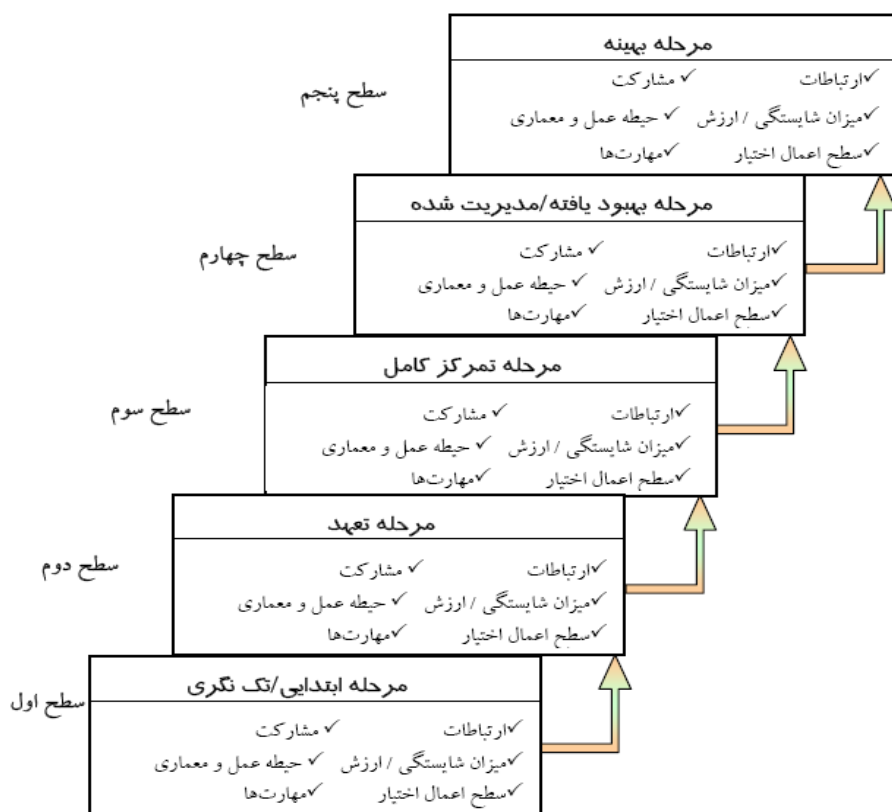 مرحله بهینه
سطح پنجم
✓ارتباطات ✓مشارکت
✓میزان شایستگی / ارزش ✓حیطه عمل و معماری
✓سطح اعمال اختیار ✓مهارت‌ها
مرحله بهبود یافته/مدیریت شده
سطح چهارم
✓ارتباطات ✓مشارکت
✓میزان شایستگی / ارزش ✓حیطه عمل و معماری
✓سطح اعمال اختیار ✓مهارت‌ها
مرحله تمرکز کامل
سطح سوم
✓ارتباطات ✓مشارکت
✓میزان شایستگی / ارزش ✓حیطه عمل و معماری
✓سطح اعمال اختیار ✓مهارت‌ها
مرحله تعهد
سطح دوم
✓ارتباطات ✓مشارکت
✓میزان شایستگی / ارزش ✓حیطه عمل و معماری
✓سطح اعمال اختیار ✓مهارت‌ها
مرحله ابتدایی/تک نگری
سطح اول
✓ارتباطات ✓مشارکت
✓میزان شایستگی / ارزش ✓حیطه عمل و معماری
✓سطح اعمال اختیار ✓مهارت‌ها